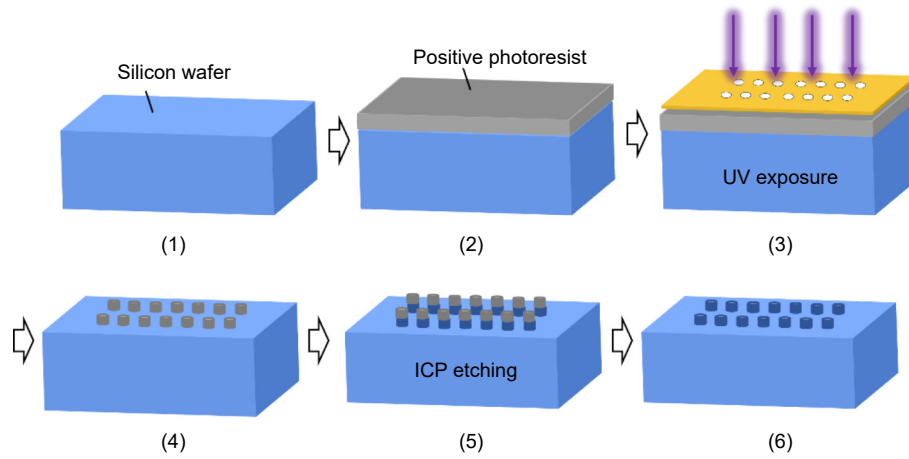 Silicon wafer
Positive photoresist
UV exposure
(1)
(2)
(3)
ICP etching
(4)
(5)
(6)